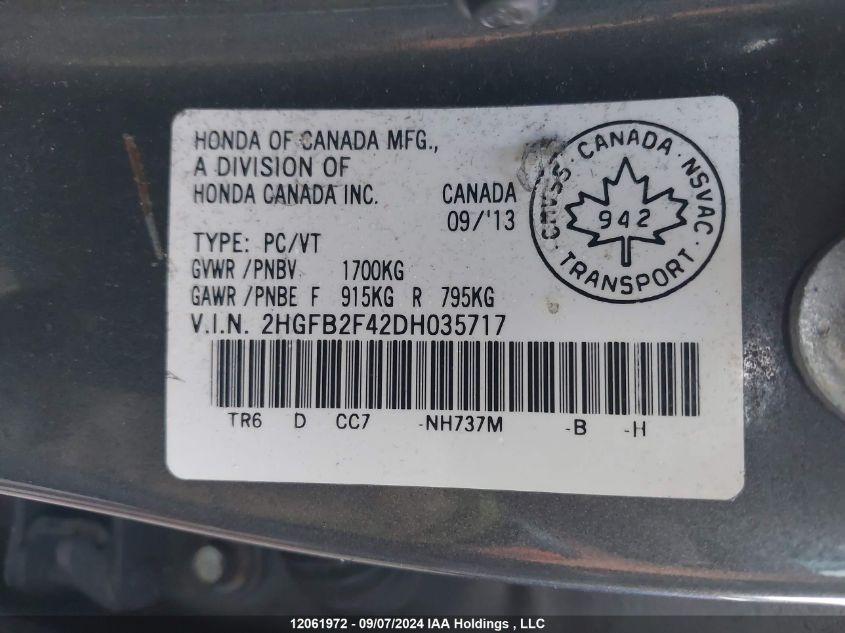 HONDA OF CANADA MFG.,
A DIVISION OF
HONDA CANADA INC. CANADA
09/'13
TYPE: PC/VT
GVWR /PNBV 1700KG
GAWR /PNBE F 915KG R 795KG
V.I.N. 2HGFB2F42DH035717
CMVSS · CANADA · NSVAC
942
TRANSPORT
TR6 D CC7 -NH737M -B -H
12061972 - 09/07/2024 IAA Holdings , LLC